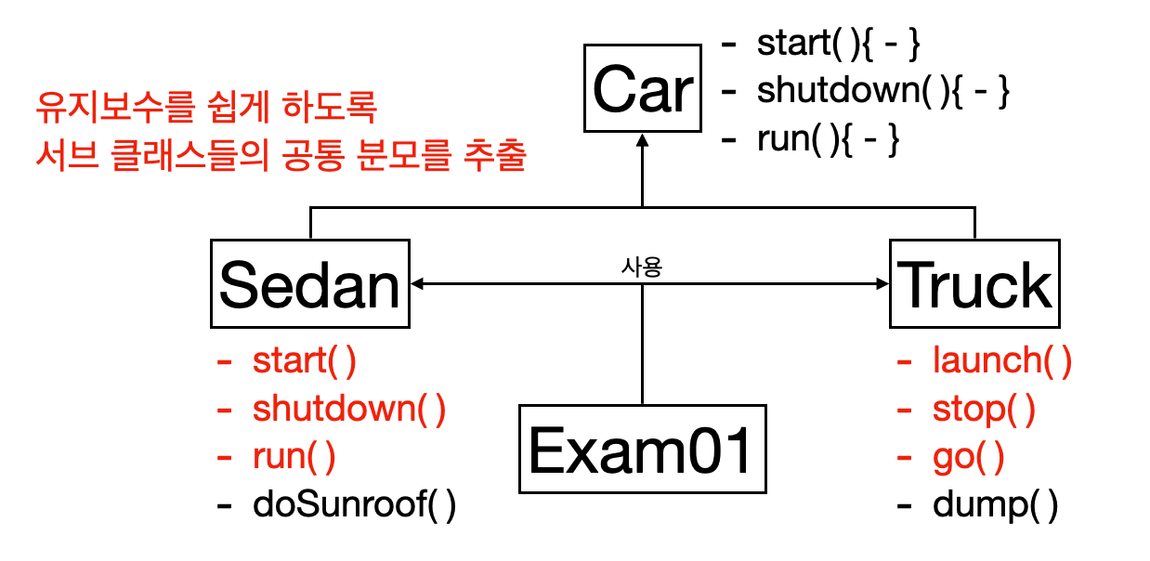 Car
- start( ){ - }
- shutdown( ){ - }
- run( ){ - }
유지보수를 쉽게 하도록
서브 클래스들의 공통 분모를 추출
Sedan
사용
Truck
- start( )
- shutdown( )
- run( )
- doSunroof( )
Exam01
- launch( )
- stop( )
- go( )
- dump( )